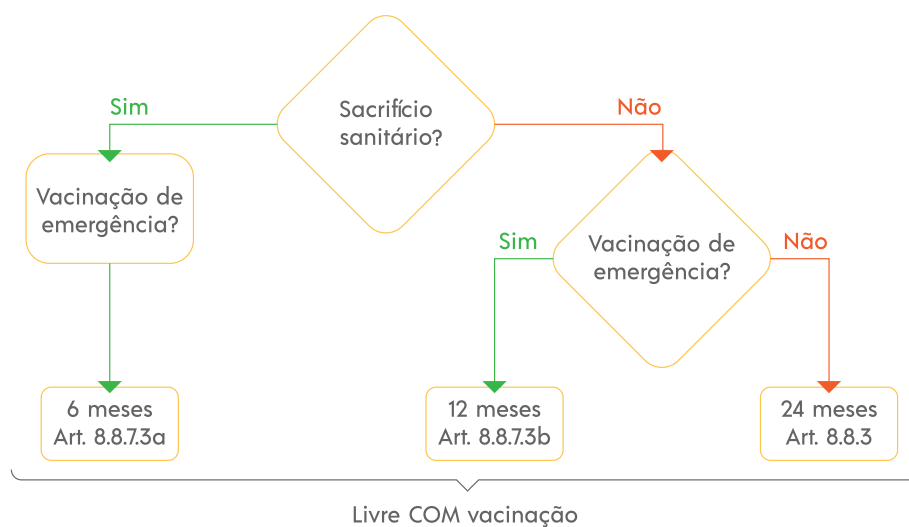 Sacrifício
sanitário?
Sim
Não
Vacinação de
emergência?
Vacinação de
emergência?
Sim
Não
6 meses
Art. 8.8.7.3a
12 meses
Art. 8.8.7.3b
24 meses
Art. 8.8.3
Livre COM vacinação